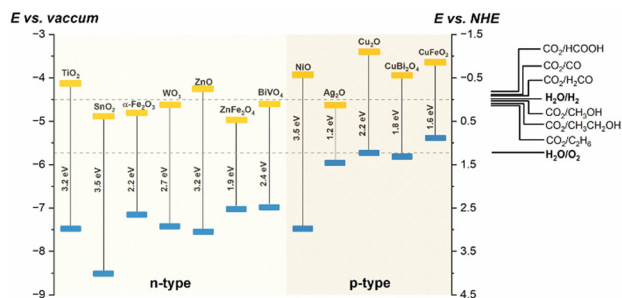 E vs. vaccum
E vs. NHE
−3
−4
−5
−6
−7
−8
−9
TiO₂
3.2 eV
SnO₂
3.5 eV
α-Fe₂O₃
2.2 eV
WO₃
2.7 eV
ZnO
3.2 eV
ZnFe₂O₄
1.9 eV
BiVO₄
2.4 eV
n-type
NiO
3.5 eV
Ag₂O
1.2 eV
Cu₂O
2.2 eV
CuBi₂O₄
1.8 eV
CuFeO₂
1.6 eV
p-type
−1.5
−0.5
0.5
1.5
2.5
3.5
4.5
CO₂/HCOOH
CO₂/CO
CO₂/H₂CO
H₂O/H₂
CO₂/CH₃OH
CO₂/CH₃CH₂OH
CO₂/C₂H₆
H₂O/O₂